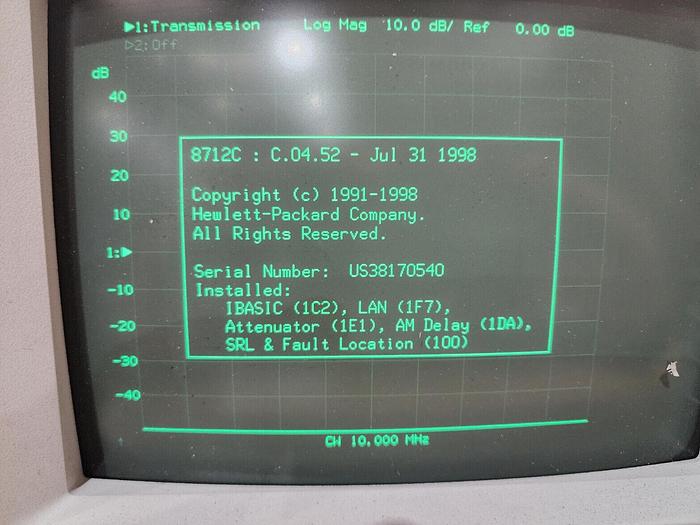 ▶1:Transmission Log Mag 10.0 dB/ Ref 0.00 dB
▷2:Off
dB
40
30
20
10
1:▶
-10
-20
-30
-40
8712C : C.04.52 - Jul 31 1998
Copyright (c) 1991-1998
Hewlett-Packard Company.
All Rights Reserved.
Serial Number: US38170540
Installed:
IBASIC (1C2), LAN (1F7),
Attenuator (1E1), AM Delay (1DA),
SRL & Fault Location (100)
CW 10.000 MHz